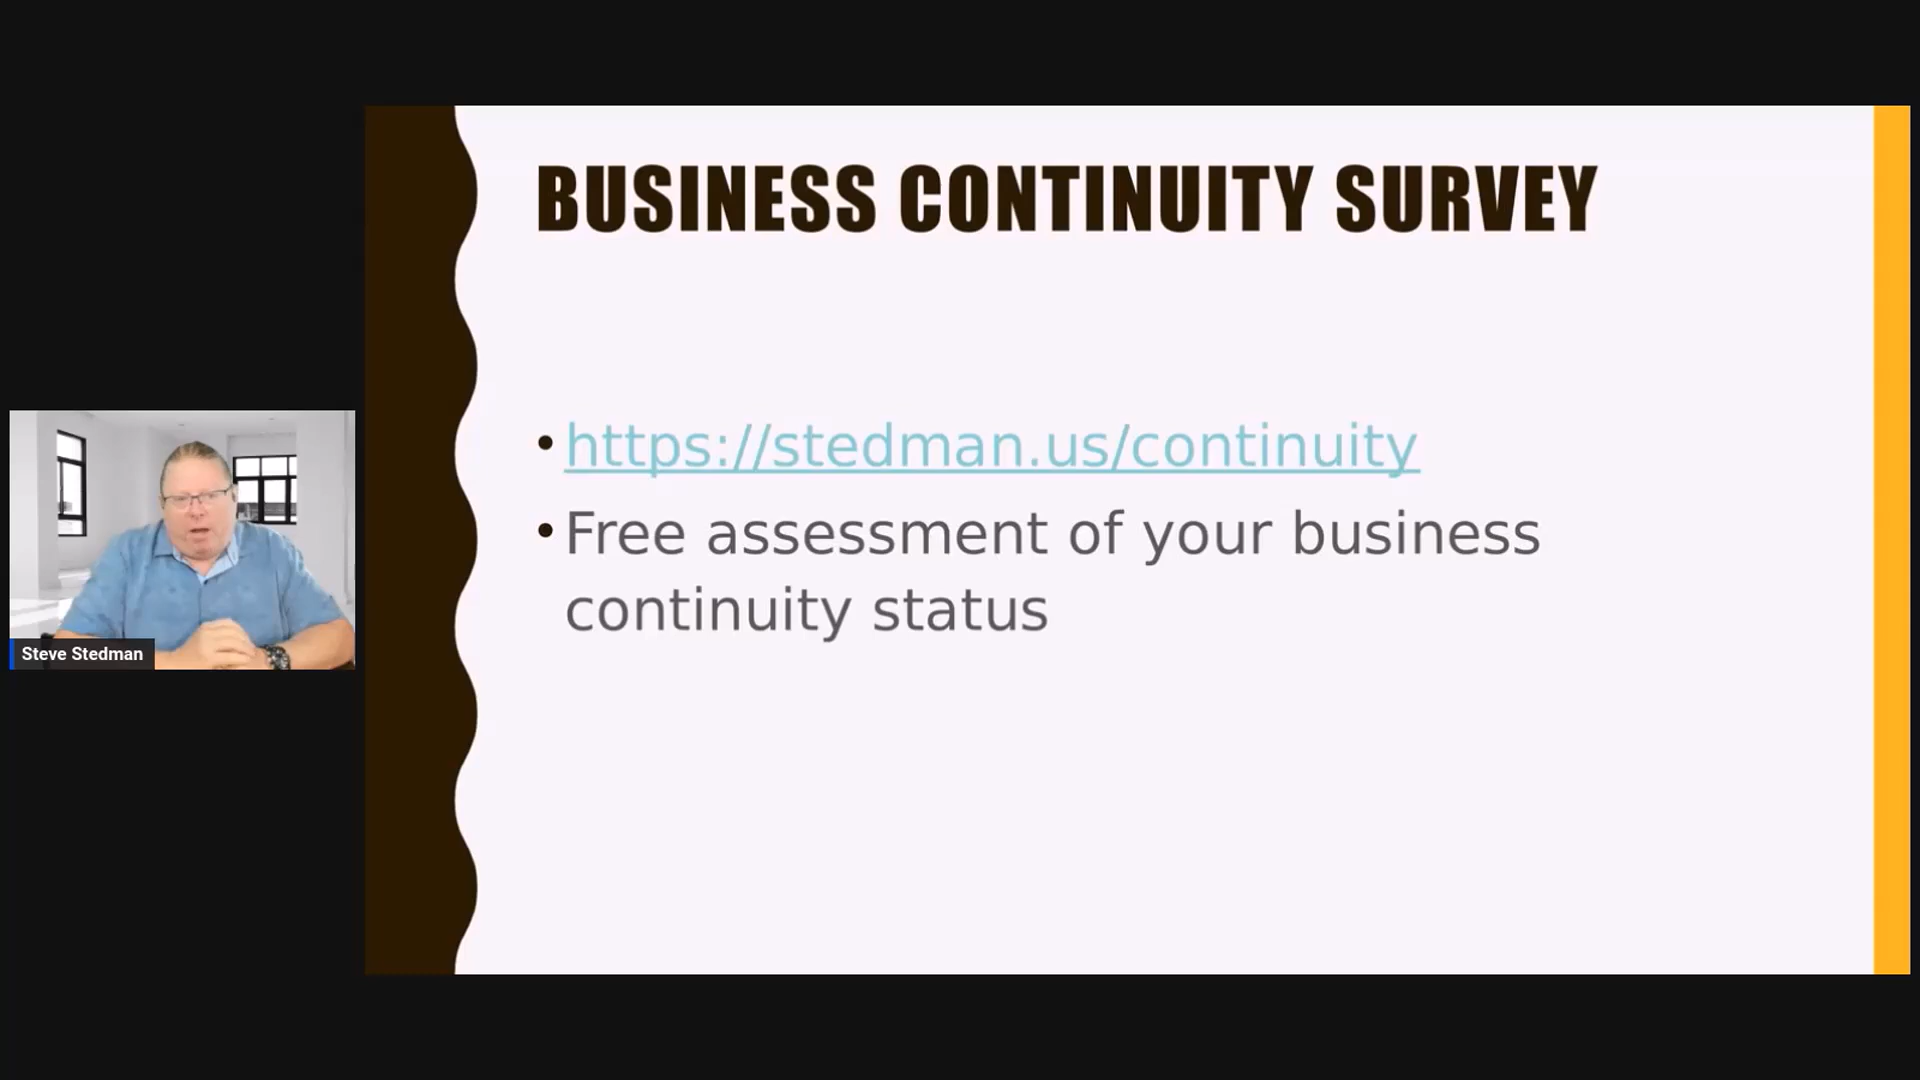 BUSINESS CONTINUITY SURVEY
• https://stedman.us/continuity
• Free assessment of your business
continuity status
Steve Stedman